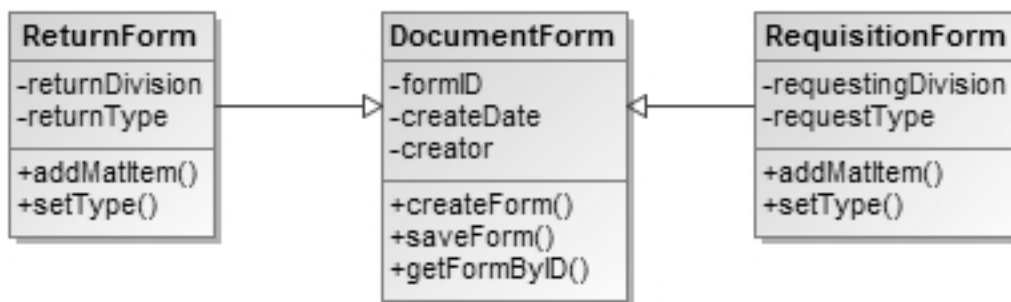 ReturnForm
-returnDivision
-returnType
+addMatItem()
+setType()
DocumentForm
-formID
-createDate
-creator
+createForm()
+saveForm()
+getFormByID()
RequisitionForm
-requestingDivision
-requestType
+addMatItem()
+setType()